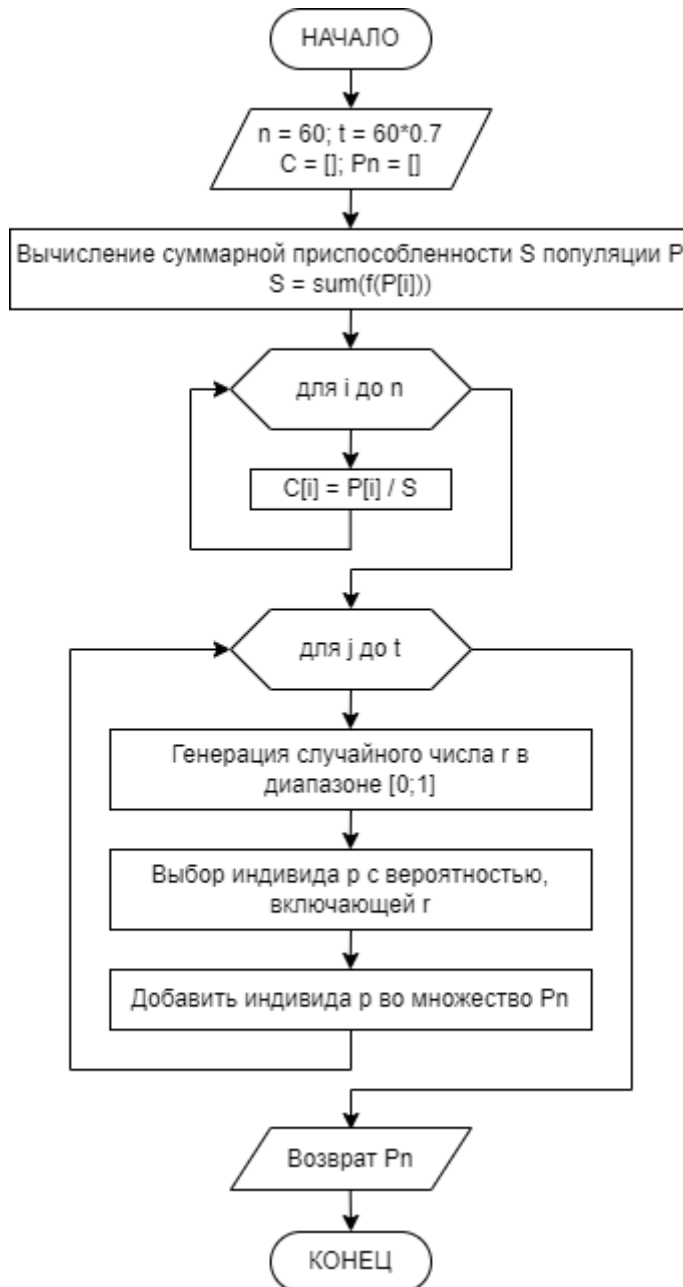 НАЧАЛО
n = 60; t = 60*0.7
C = []; Pn = []
Вычисление суммарной приспособленности S популяции P
S = sum(f(P[i]))
для i до n
C[i] = P[i] / S
для j до t
Генерация случайного числа r в
диапазоне [0;1]
Выбор индивида p с вероятностью,
включающей r
Добавить индивида p во множество Pn
Возврат Pn
КОНЕЦ